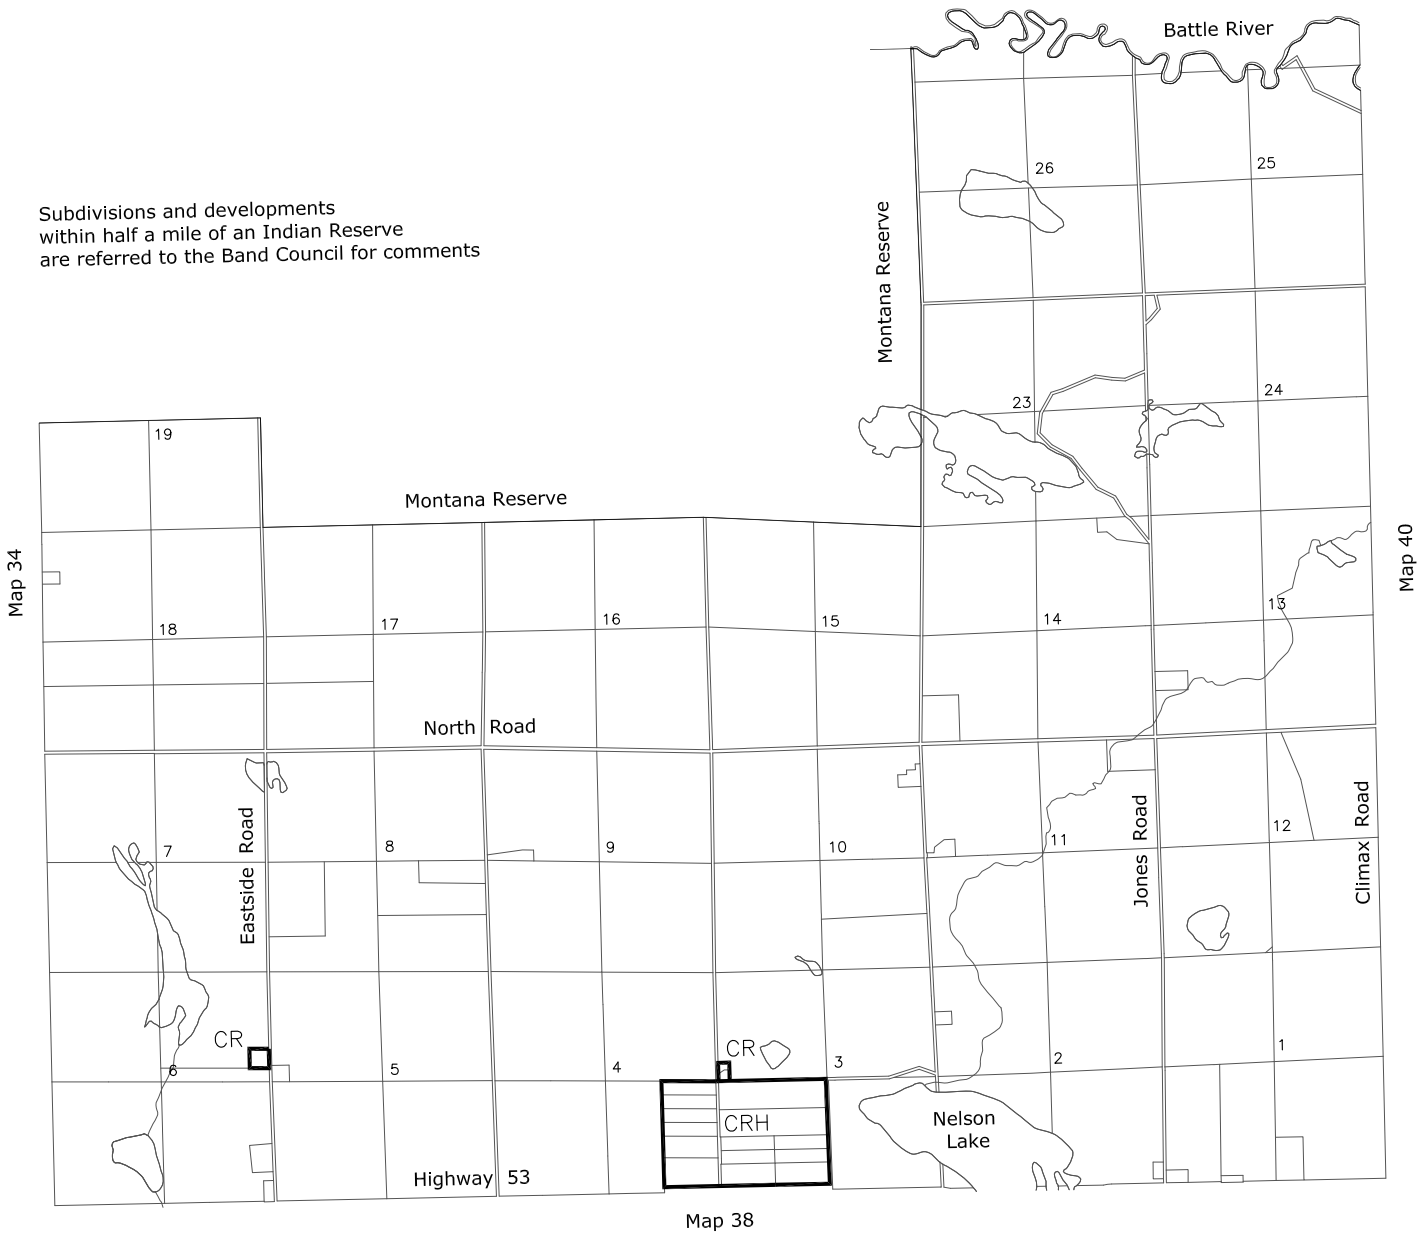 Battle River
26
25
Subdivisions and developments
within half a mile of an Indian Reserve
are referred to the Band Council for comments
Montana Reserve
23
24
19
Montana Reserve
Map 34
Map 40
18
17
16
15
14
13
North Road
7
8
9
10
11
12
Eastside Road
Jones Road
Climax Road
CR
CR
6
5
4
3
2
1
CRH
Nelson
Lake
Highway 53
Map 38